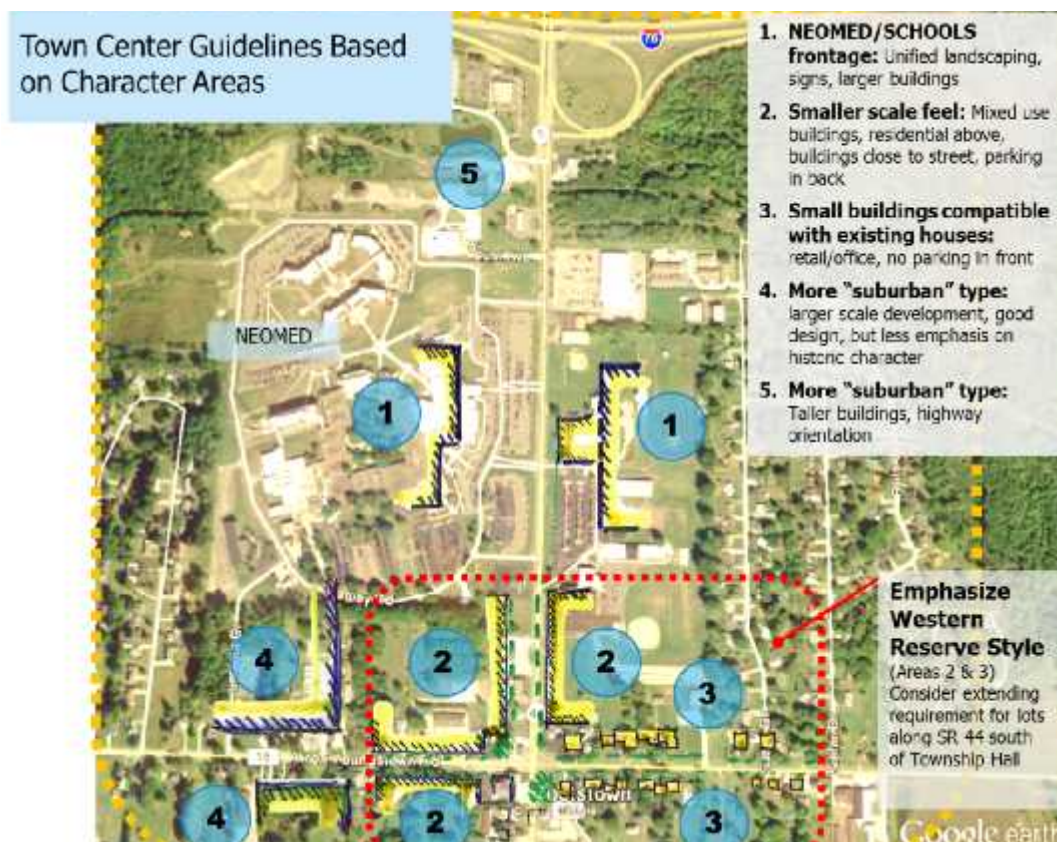 Town Center Guidelines Based
on Character Areas
76
1. NEOMED/SCHOOLS
frontage: Unified landscaping,
signs, larger buildings
2. Smaller scale feel: Mixed use
buildings, residential above,
buildings close to street, parking
in back
3. Small buildings compatible
with existing houses:
retail/office, no parking in front
4. More "suburban" type:
larger scale development, good
design, but less emphasis on
historic character
5. More "suburban" type:
Taller buildings, highway
orientation
5
NEOMED
1
1
4
2
2
3
Emphasize
Western
Reserve Style
(Areas 2 & 3)
Consider extending
requirement for lots
along SR 44 south
of Township Hall
4
2
3
Google earth